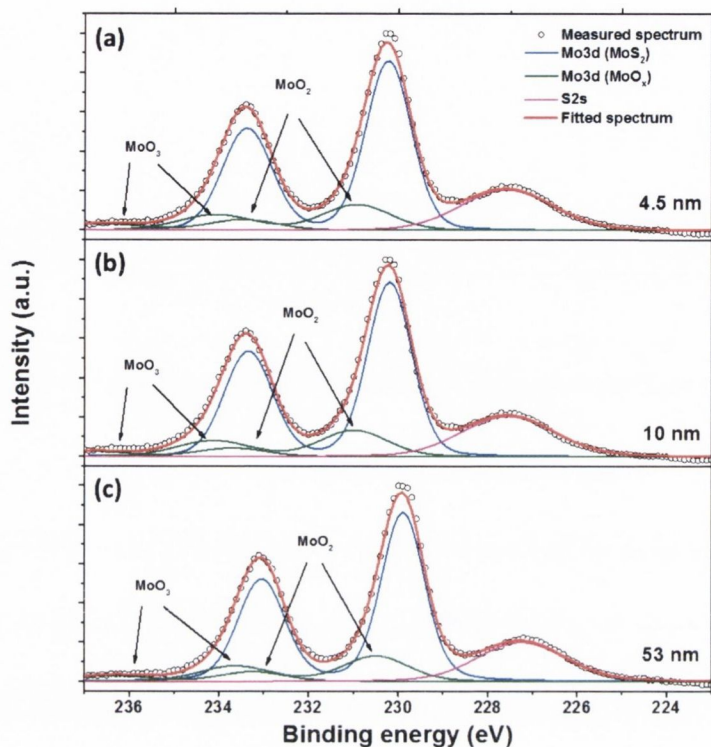 (a)
Measured spectrum
Mo3d (MoS₂)
Mo3d (MoOₓ)
S2s
Fitted spectrum
MoO₂
MoO₃
4.5 nm
(b)
MoO₂
MoO₃
10 nm
(c)
MoO₂
MoO₃
53 nm
Intensity (a.u.)
236 234 232 230 228 226 224
Binding energy (eV)